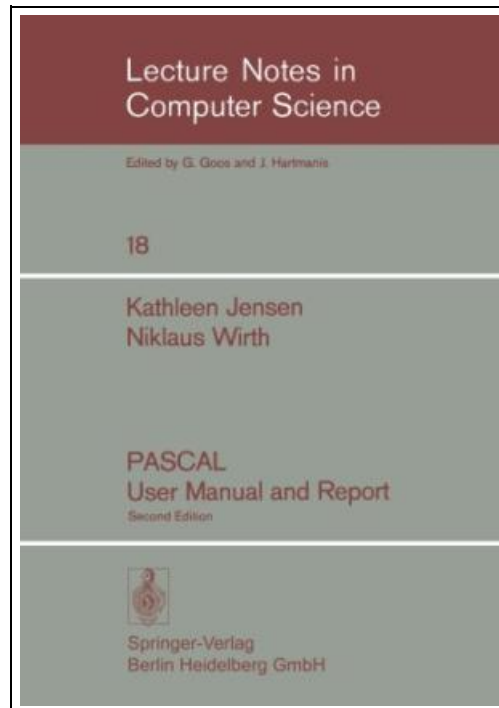 Lecture Notes in
Computer Science
Edited by G. Goos and J. Hartmanis
18
Kathleen Jensen
Niklaus Wirth
PASCAL
User Manual and Report
Second Edition
Springer-Verlag
Berlin Heidelberg GmbH